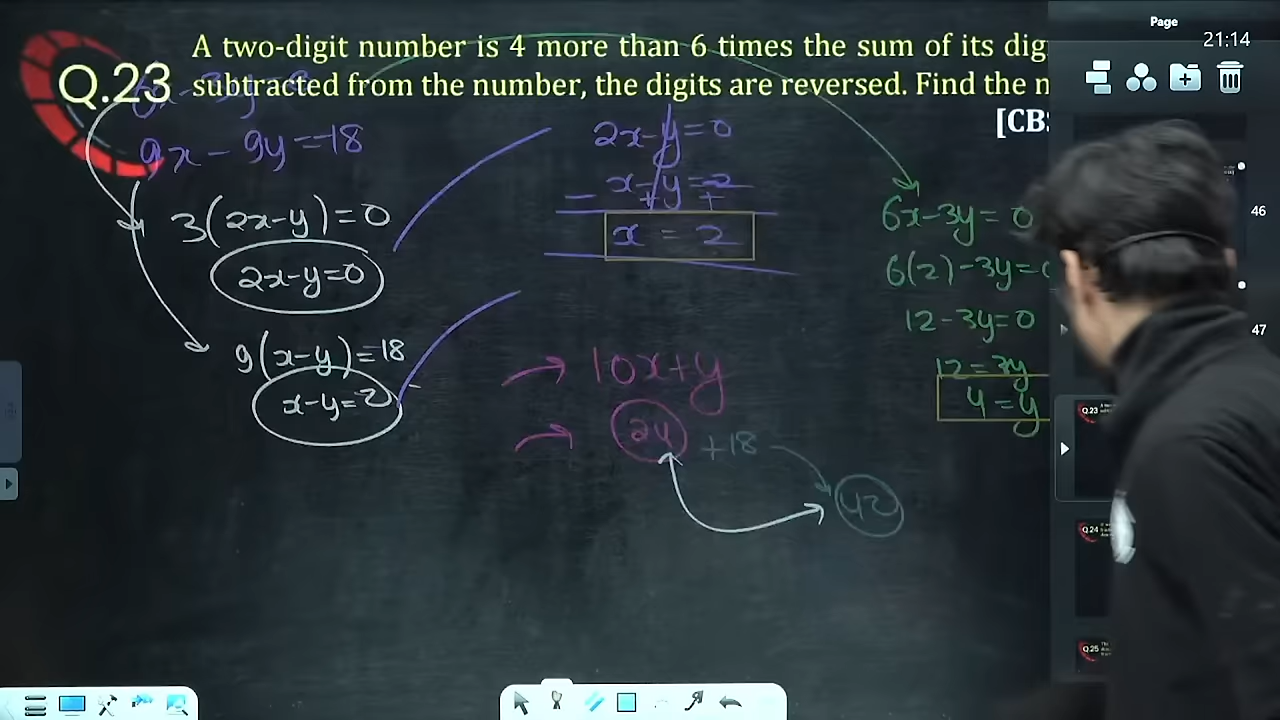 Page
21:14
Q.23
A two-digit number is 4 more than 6 times the sum of its dig
subtracted from the number, the digits are reversed. Find the n
[CBS
9x - 9y = -18
3(2x-y)=0
2x-y=0
9(x-y)=-18
x-y=-2
2x-y=0
x-y=-2
- + +
x = 2
10x+y
24 +18
42
6x-3y=0
6(2)-3y=0
12-3y=0
12=3y
4=y
46
47
Q.23
Q.24
Q.25